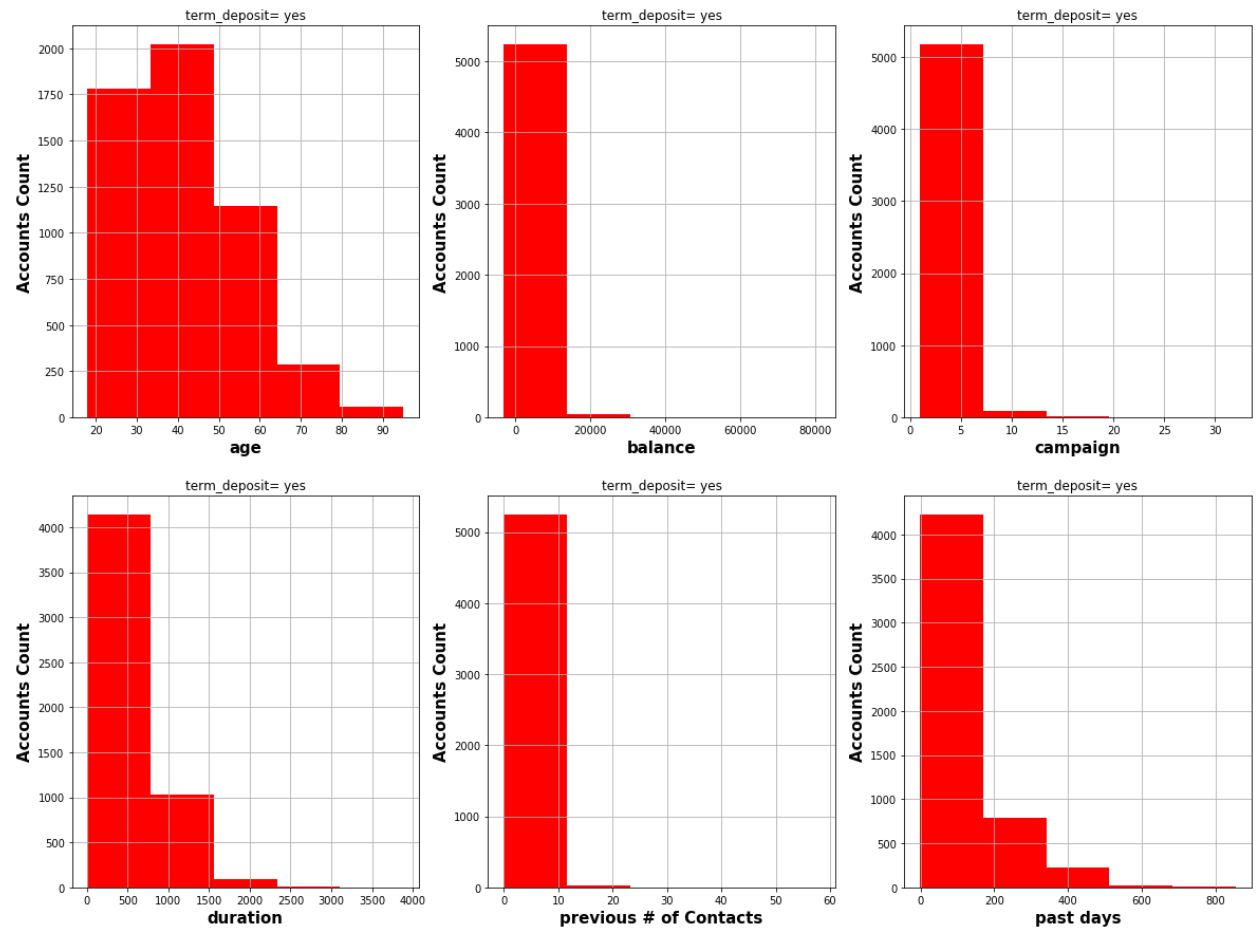 term_deposit= yes
term_deposit= yes
term_deposit= yes
Accounts Count
2000
1750
1500
1250
1000
750
500
250
0
20 30 40 50 60 70 80 90
age
Accounts Count
5000
4000
3000
2000
1000
0
0 20000 40000 60000 80000
balance
Accounts Count
5000
4000
3000
2000
1000
0
0 5 10 15 20 25 30
campaign
term_deposit= yes
term_deposit= yes
term_deposit= yes
Accounts Count
4000
3500
3000
2500
2000
1500
1000
500
0
0 500 1000 1500 2000 2500 3000 3500 4000
duration
Accounts Count
5000
4000
3000
2000
1000
0
0 10 20 30 40 50 60
previous # of Contacts
Accounts Count
4000
3500
3000
2500
2000
1500
1000
500
0
0 200 400 600 800
past days